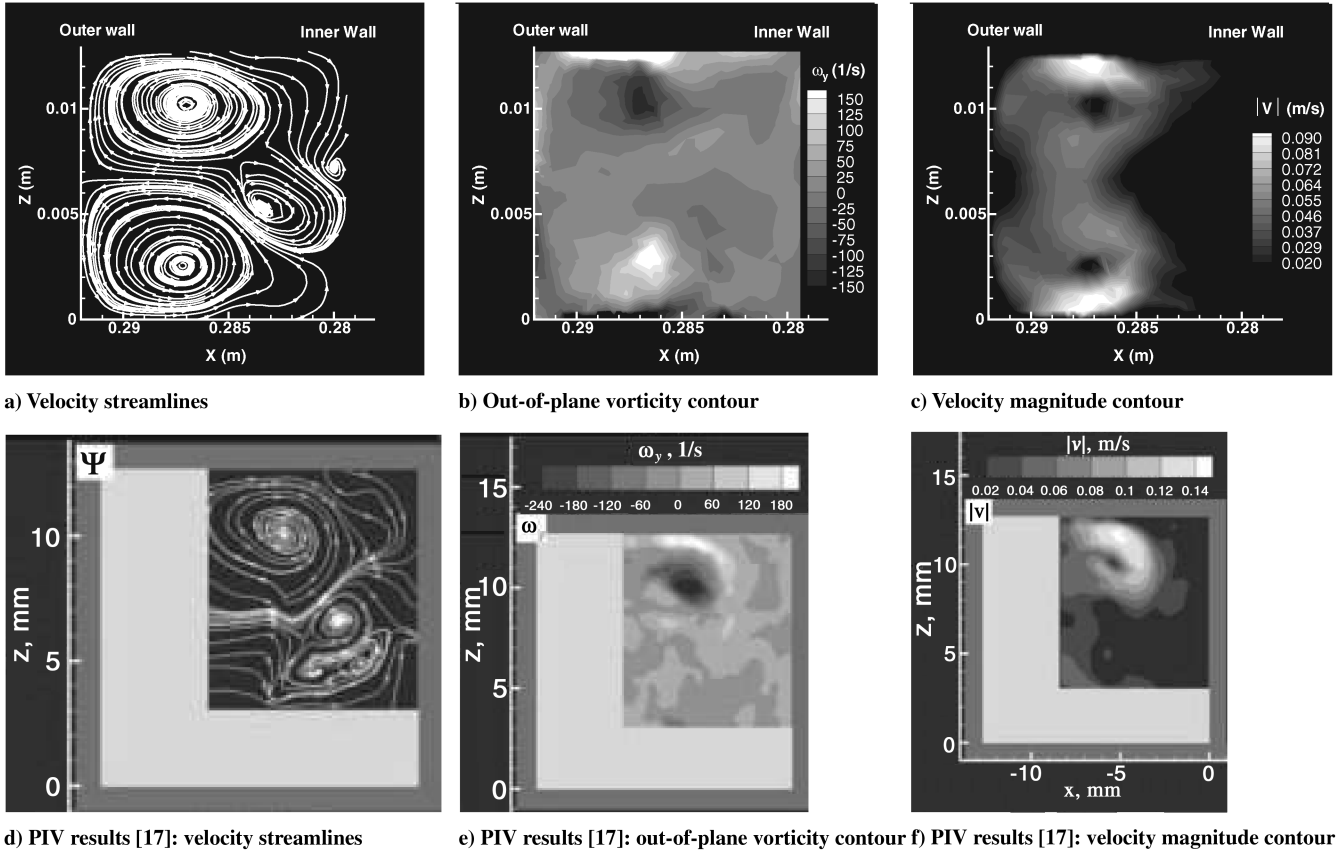 Outer wall Inner Wall
0.01
0.005
0
Z (m)
0.29 0.285 0.28
X (m)
a) Velocity streamlines
Outer wall Inner Wall
ωy (1/s)
150
125
100
75
50
25
0
-25
-50
-75
-100
-125
-150
0.01
0.005
0
Z (m)
0.29 0.285 0.28
X (m)
b) Out-of-plane vorticity contour
Outer wall Inner Wall
|V| (m/s)
0.090
0.081
0.072
0.064
0.055
0.046
0.037
0.029
0.020
0.01
0.005
0
Z (m)
0.29 0.285 0.28
X (m)
c) Velocity magnitude contour
Ψ
10
5
0
z, mm
d) PIV results [17]: velocity streamlines
ωy , 1/s
-240 -180 -120 -60 0 60 120 180
ω
15
10
5
0
z, mm
e) PIV results [17]: out-of-plane vorticity contour
|v|, m/s
0.02 0.04 0.06 0.08 0.1 0.12 0.14
|v|
15
10
5
0
z, mm
-10 -5 0
x, mm
f) PIV results [17]: velocity magnitude contour